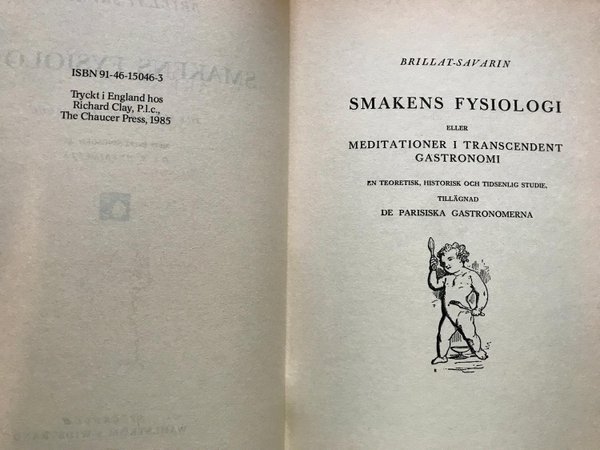 ISBN 91-46-15046-3
Tryckt i England hos
Richard Clay, P.l.c.,
The Chaucer Press, 1985
BRILLAT-SAVARIN
SMAKENS FYSIOLOGI
ELLER
MEDITATIONER I TRANSCENDENT
GASTRONOMI
EN TEORETISK, HISTORISK OCH TIDSENLIG STUDIE,
TILLÄGNAD
DE PARISISKA GASTRONOMERNA